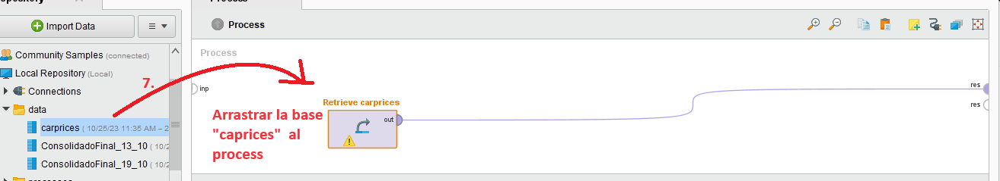 Process
Import Data
Process
Community Samples (connected)
Process
Local Repository (Local)
7.
Connections
inp
res
data
Retrieve carprices
res
carprices ( 10/25/23 11:35 AM – 2
out
Arrastrar la base
"caprices" al
process
ConsolidadoFinal_13_10 ( 10/2
ConsolidadoFinal_19_10 ( 10/2